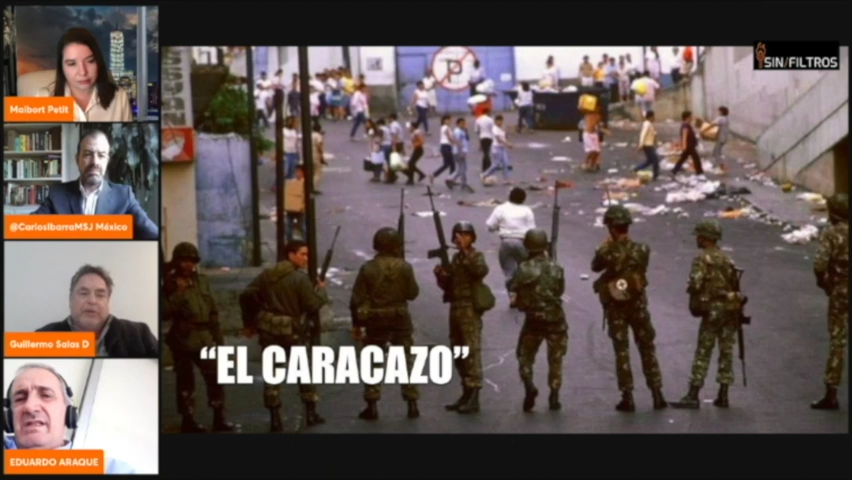 SIN/FILTROS
Maibort Petit
@CarlosIbarraMSJ México
Guillermo Salas D
EDUARDO ARAQUE
P
“EL CARACAZO”